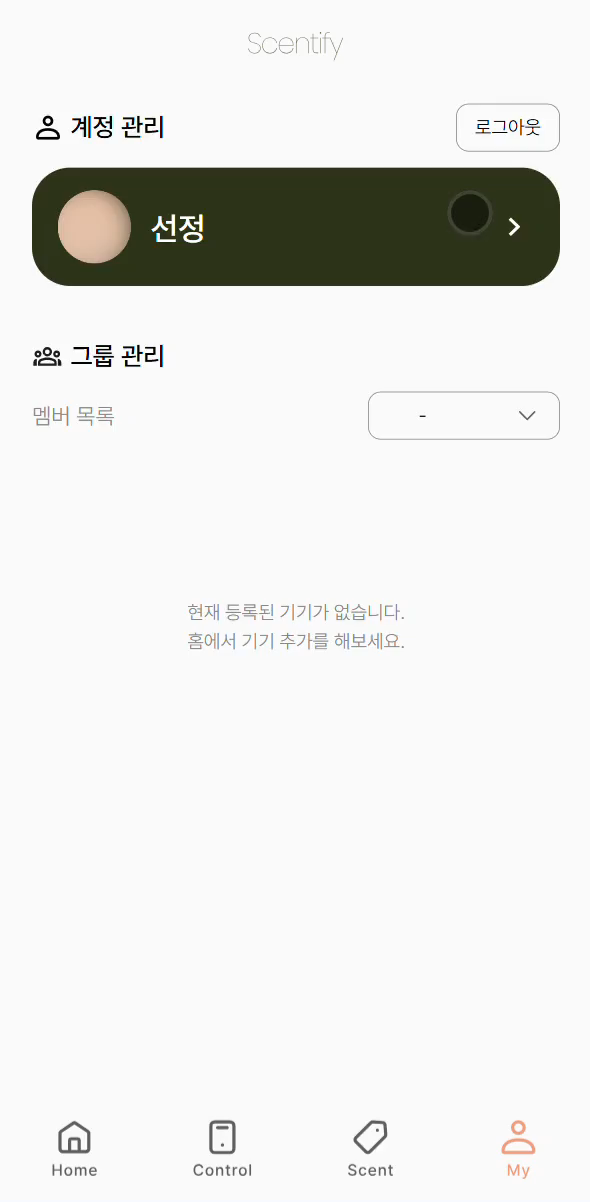 Scentify
계정 관리
로그아웃
선정
그룹 관리
멤버 목록
-
현재 등록된 기기가 없습니다.
홈에서 기기 추가를 해보세요.
Home
Control
Scent
My